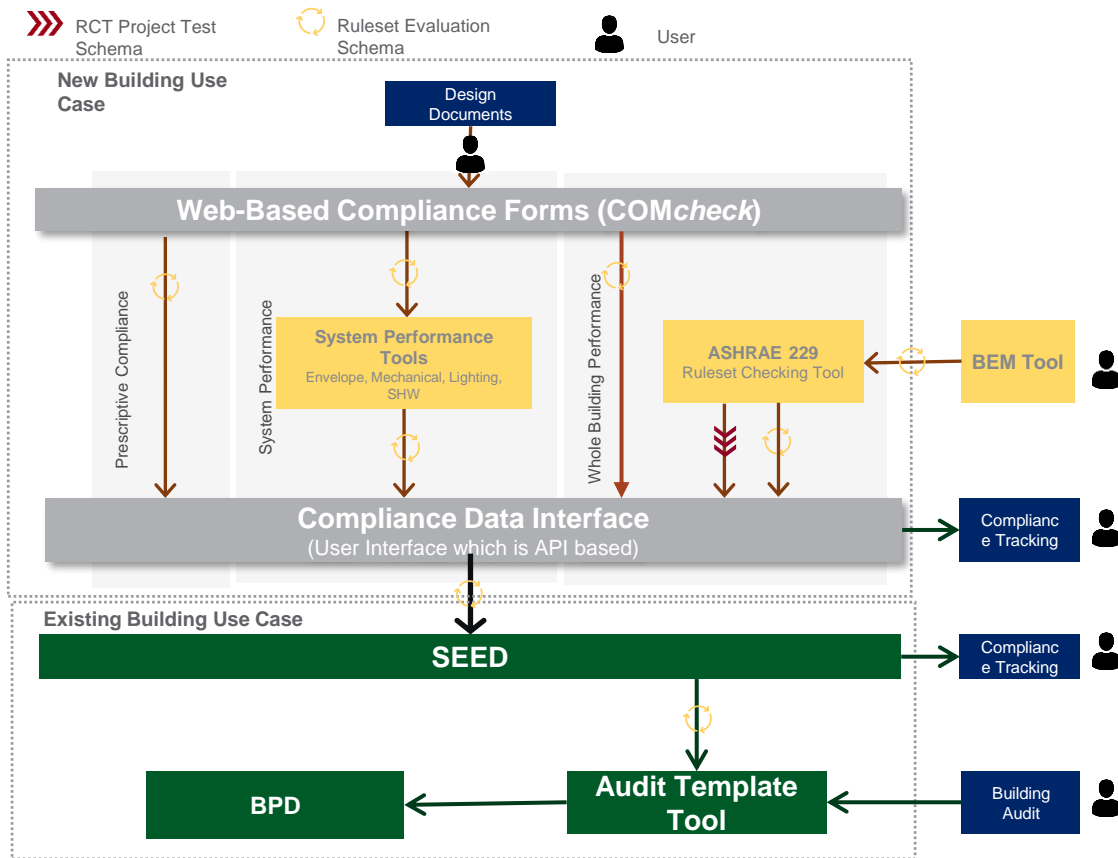 RCT Project Test
Schema
Ruleset Evaluation
Schema
User
New Building Use
Case
Design
Documents
Web-Based Compliance Forms (COMcheck)
Prescriptive Compliance
System Performance
Whole Building Performance
System Performance
Tools
Envelope, Mechanical, Lighting,
SHW
ASHRAE 229
Ruleset Checking Tool
BEM Tool
Compliance Data Interface
(User Interface which is API based)
Complianc
e Tracking
Existing Building Use Case
SEED
Complianc
e Tracking
BPD
Audit Template
Tool
Building
Audit